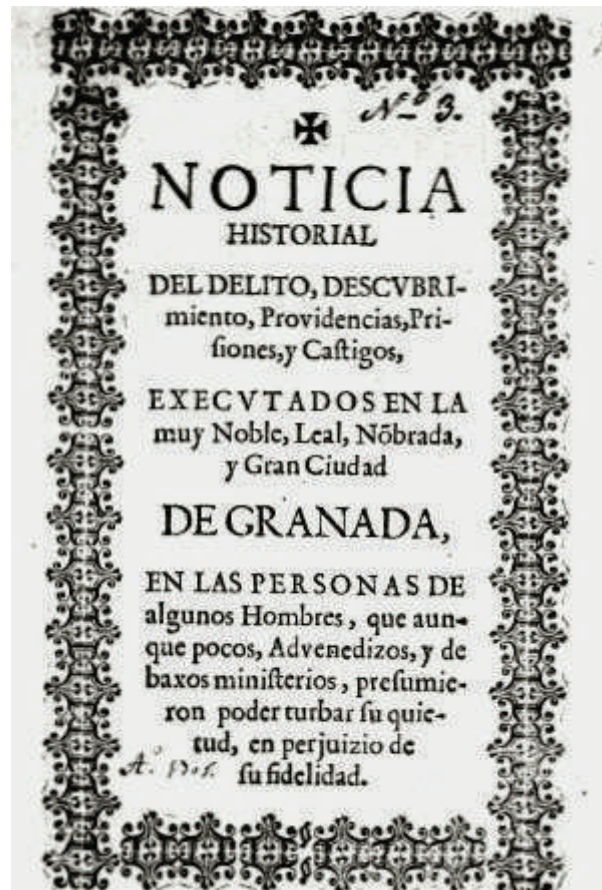 Nº 3.
NOTICIA
HISTORIAL
DEL DELITO, DESCVBRI-
miento, Providencias,Pri-
ſiones,y Caſtigos,
EXECVTADOS EN LA
muy Noble, Leal, Nõbrada,
y Gran Ciudad
DE GRANADA,
EN LAS PERSONAS DE
algunos Hombres, que aun-
que pocos, Advenedizos, y de
baxos miniſterios, preſumie-
ron poder turbar ſu quie-
tud, en perjuizio de
ſu fidelidad.